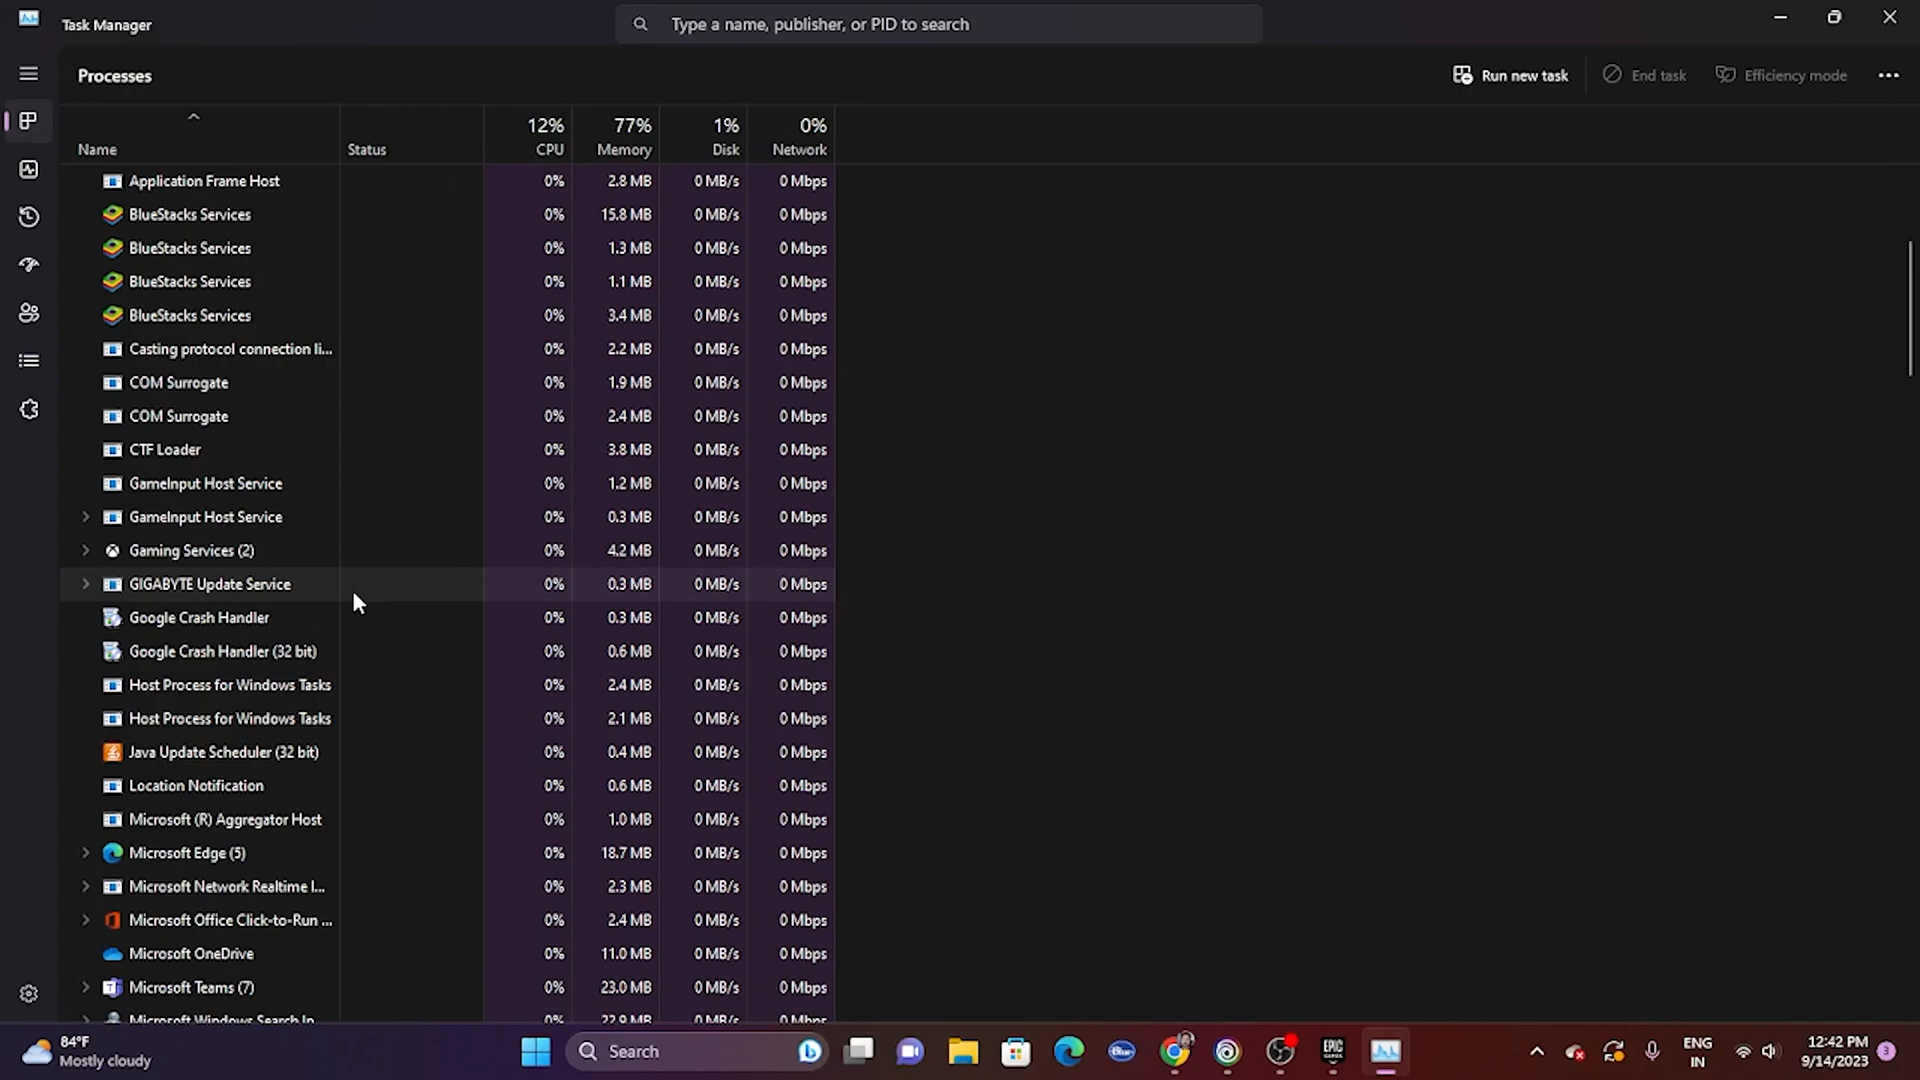 Task Manager
Type a name, publisher, or PID to search
Processes
Run new task
End task
Efficiency mode
12% 77% 1% 0%
Name Status CPU Memory Disk Network
Application Frame Host 0% 2.8 MB 0 MB/s 0 Mbps
BlueStacks Services 0% 15.8 MB 0 MB/s 0 Mbps
BlueStacks Services 0% 1.3 MB 0 MB/s 0 Mbps
BlueStacks Services 0% 1.1 MB 0 MB/s 0 Mbps
BlueStacks Services 0% 3.4 MB 0 MB/s 0 Mbps
Casting protocol connection li... 0% 2.2 MB 0 MB/s 0 Mbps
COM Surrogate 0% 1.9 MB 0 MB/s 0 Mbps
COM Surrogate 0% 2.4 MB 0 MB/s 0 Mbps
CTF Loader 0% 3.8 MB 0 MB/s 0 Mbps
GameInput Host Service 0% 1.2 MB 0 MB/s 0 Mbps
GameInput Host Service 0% 0.3 MB 0 MB/s 0 Mbps
Gaming Services (2) 0% 4.2 MB 0 MB/s 0 Mbps
GIGABYTE Update Service 0% 0.3 MB 0 MB/s 0 Mbps
Google Crash Handler 0% 0.3 MB 0 MB/s 0 Mbps
Google Crash Handler (32 bit) 0% 0.6 MB 0 MB/s 0 Mbps
Host Process for Windows Tasks 0% 2.4 MB 0 MB/s 0 Mbps
Host Process for Windows Tasks 0% 2.1 MB 0 MB/s 0 Mbps
Java Update Scheduler (32 bit) 0% 0.4 MB 0 MB/s 0 Mbps
Location Notification 0% 0.6 MB 0 MB/s 0 Mbps
Microsoft (R) Aggregator Host 0% 1.0 MB 0 MB/s 0 Mbps
Microsoft Edge (5) 0% 18.7 MB 0 MB/s 0 Mbps
Microsoft Network Realtime I... 0% 2.3 MB 0 MB/s 0 Mbps
Microsoft Office Click-to-Run ... 0% 2.4 MB 0 MB/s 0 Mbps
Microsoft OneDrive 0% 11.0 MB 0 MB/s 0 Mbps
Microsoft Teams (7) 0% 23.0 MB 0 MB/s 0 Mbps
Microsoft Windows Search In... 0% 22.9 MB 0 MB/s 0 Mbps
84°F
Mostly cloudy
Search
EPIC
GAMES
ENG
IN
12:42 PM
9/14/2023
3